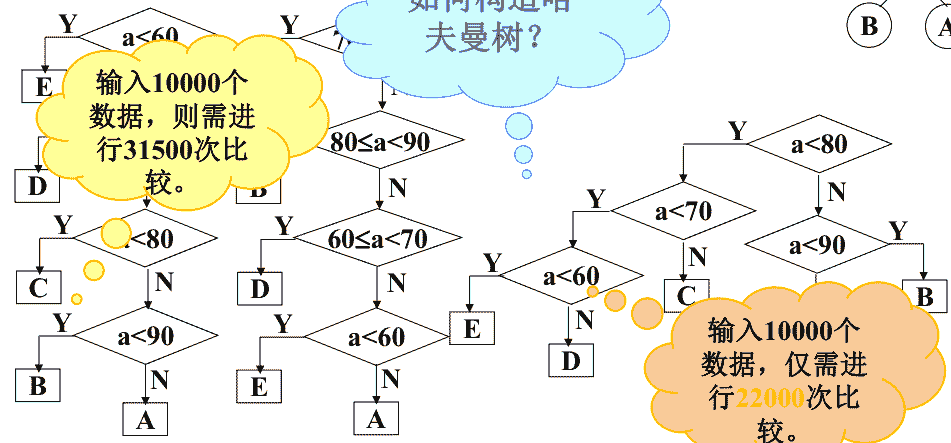 如何构造哈
夫曼树？
B
Y
a<60
E
输入10000个
数据，则需进
行31500次比
较。
D
Y
<80
C
N
Y
a<90
B
N
A
80≤a<90
B
N
Y
60≤a<70
D
N
Y
a<60
E
N
A
Y
a<80
N
Y
a<70
N
C
Y
a<90
B
Y
a<60
E
N
D
输入10000个
数据，仅需进
行22000次比
较。